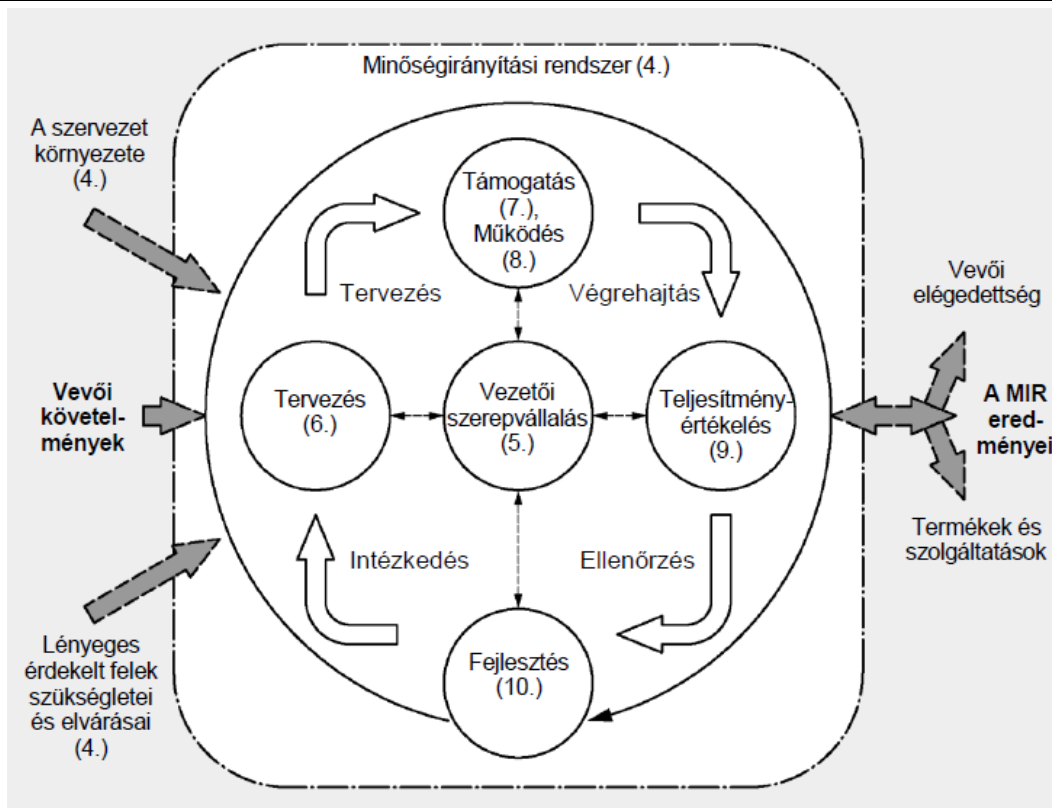 Minőségirányítási rendszer (4.)
A szervezet
környezete
(4.)
Támogatás
(7.),
Működés
(8.)
Tervezés
Végrehajtás
Vevői
elégedettség
Vevői
követel-
mények
Tervezés
(6.)
Vezetői
szerepvállalás
(5.)
Teljesítmény-
értékelés
(9.)
A MIR
ered-
ményei
Intézkedés
Ellenőrzés
Termékek és
szolgáltatások
Lényeges
érdekelt felek
szükségletei
és elvárásai
(4.)
Fejlesztés
(10.)